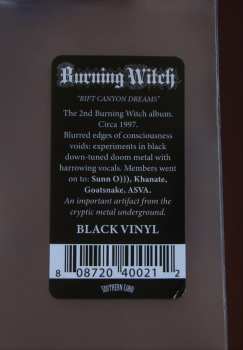 Burning Witch
"RIFT CANYON DREAMS"
The 2nd Burning Witch album.
Circa 1997.
Blurred edges of consciousness
voids: experiments in black
down-tuned doom metal with
harrowing vocals. Members went
on to: Sunn O))), Khanate,
Goatsnake, ASVA.
An important artifact from the
cryptic metal underground.
BLACK VINYL
8 08720 40021 2
SOUTHERN LORD